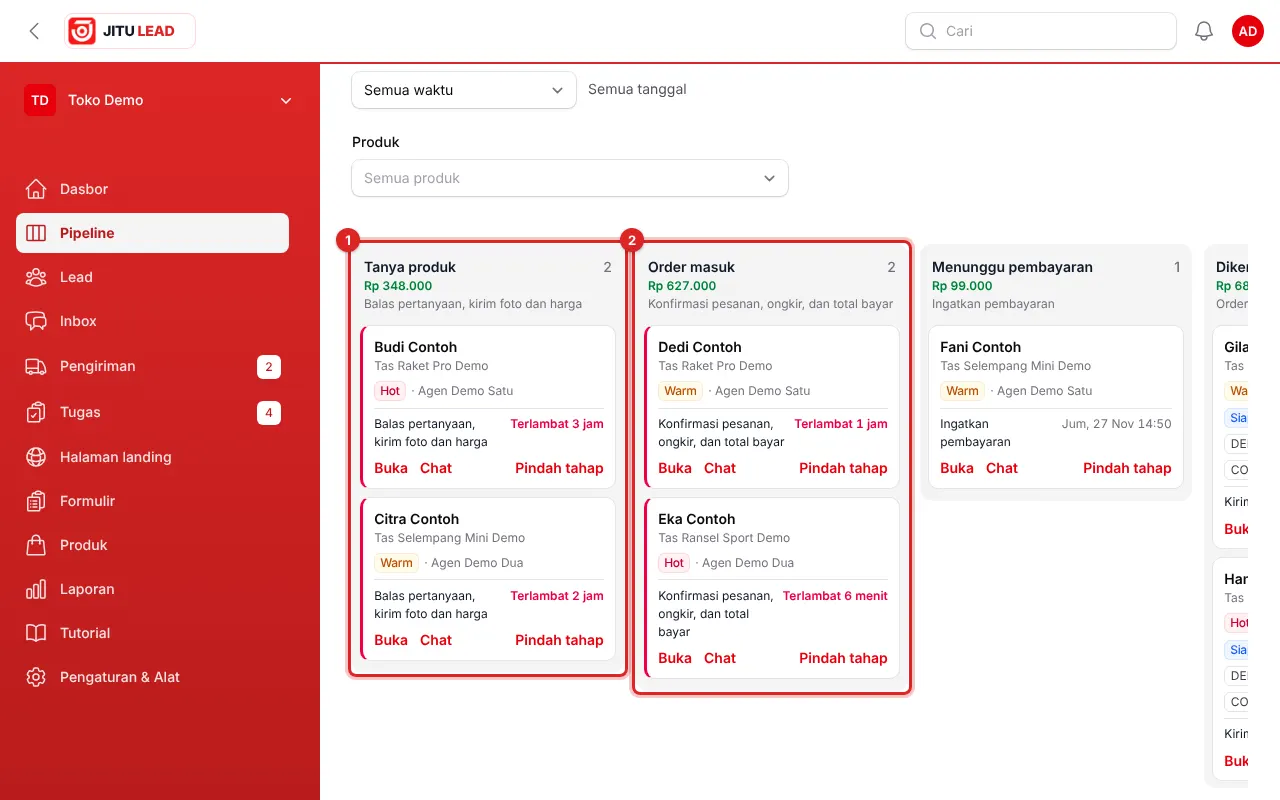 JITU LEAD
Cari
AD
TD
Toko Demo
Dasbor
Pipeline
Lead
Inbox
Pengiriman
2
Tugas
4
Halaman landing
Formulir
Produk
Laporan
Tutorial
Pengaturan & Alat
Semua waktu
Semua tanggal
Produk
Semua produk
1
Tanya produk
2
Rp 348.000
Balas pertanyaan, kirim foto dan harga
Budi Contoh
Tas Raket Pro Demo
Hot · Agen Demo Satu
Balas pertanyaan,
kirim foto dan harga
Terlambat 3 jam
Buka Chat Pindah tahap
Citra Contoh
Tas Selempang Mini Demo
Warm · Agen Demo Dua
Balas pertanyaan,
kirim foto dan harga
Terlambat 2 jam
Buka Chat Pindah tahap
2
Order masuk
2
Rp 627.000
Konfirmasi pesanan, ongkir, dan total bayar
Dedi Contoh
Tas Raket Pro Demo
Warm · Agen Demo Satu
Konfirmasi pesanan,
ongkir, dan total bayar
Terlambat 1 jam
Buka Chat Pindah tahap
Eka Contoh
Tas Ransel Sport Demo
Hot · Agen Demo Dua
Konfirmasi pesanan,
ongkir, dan total
bayar
Terlambat 6 menit
Buka Chat Pindah tahap
Menunggu pembayaran
1
Rp 99.000
Ingatkan pembayaran
Fani Contoh
Tas Selempang Mini Demo
Warm · Agen Demo Satu
Ingatkan
pembayaran
Jum, 27 Nov 14:50
Buka Chat Pindah tahap
Rp 68
Order
Tas
Hot
Tas